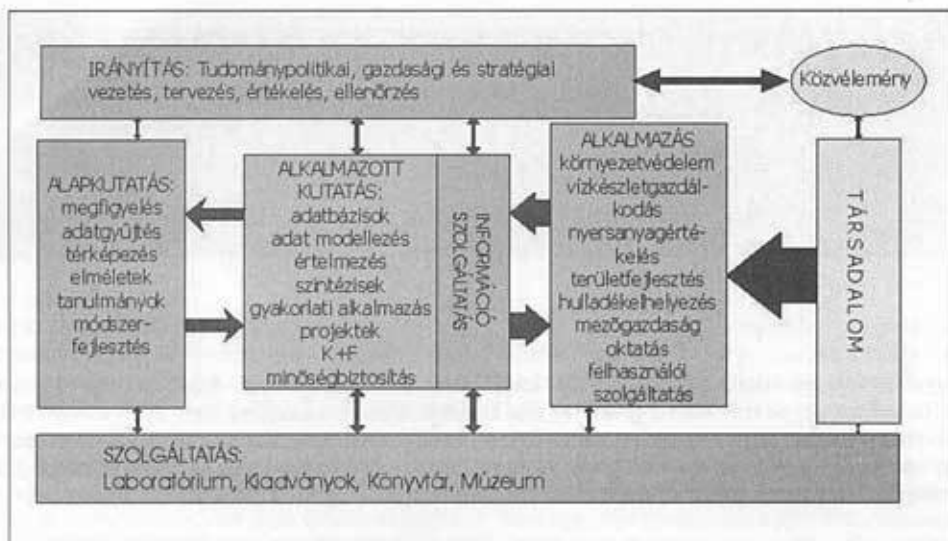 IRÁNYÍTÁS: Tudománypolitikai, gazdasági és stratégiai
vezetés, tervezés, értékelés, ellenőrzés
Közvélemény
ALAPKUTATÁS:
megfigyelés
adatgyűjtés
térképezés
elméletek
tanulmányok
módszer-
fejlesztés
ALKALMAZOTT
KUTATÁS:
adatbázisok
adat modellezés
értelmezés
szintézisek
gyakorlati alkalmazás
projektek
K+F
minőségbiztosítás
INFORMÁCIÓ
SZOLGÁLTATÁS
ALKALMAZÁS
környezetvédelem
vízkészletgazdál-
kodás
nyersanyagérté-
kelés
területfejlesztés
hulladékelhelyezés
mezőgazdaság
oktatás
felhasználói
szolgáltatás
TÁRSADALOM
SZOLGÁLTATÁS:
Laboratórium, Kiadványok, Könyvtár, Múzeum